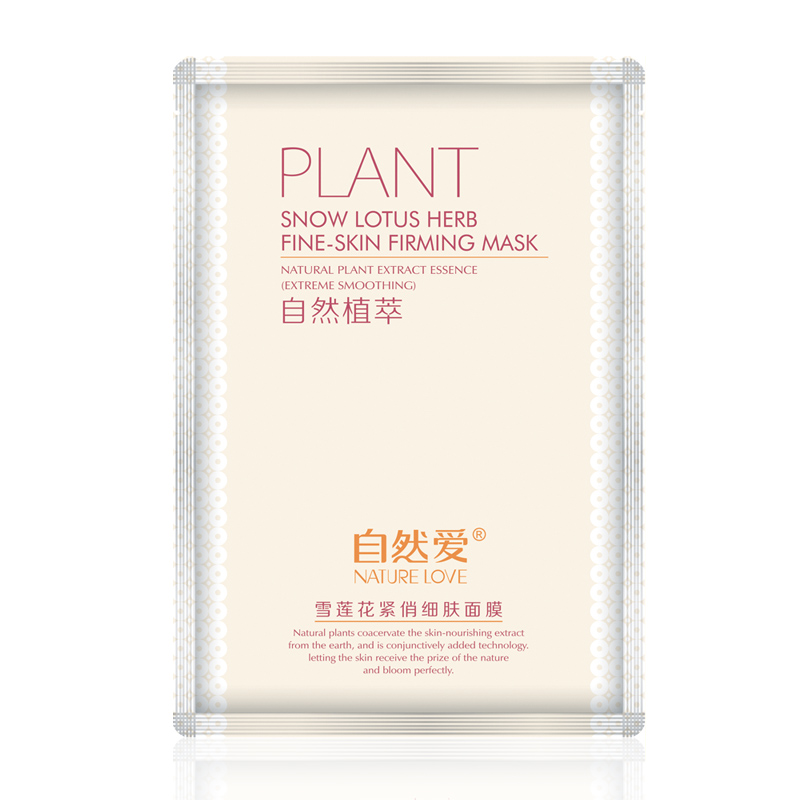 PLANT
SNOW LOTUS HERB
FINE-SKIN FIRMING MASK
NATURAL PLANT EXTRACT ESSENCE
(EXTREME SMOOTHING)
自然植萃
自然爱®
NATURE LOVE
雪莲花紧俏细肤面膜
Natural plants coacervate the skin-nourishing extract
from the earth, and is conjunctively added technology.
letting the skin receive the prize of the nature
and bloom perfectly.